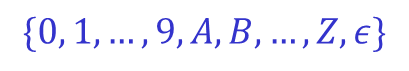 {0, 1, …, 9, A, B, …, Z, ϵ}